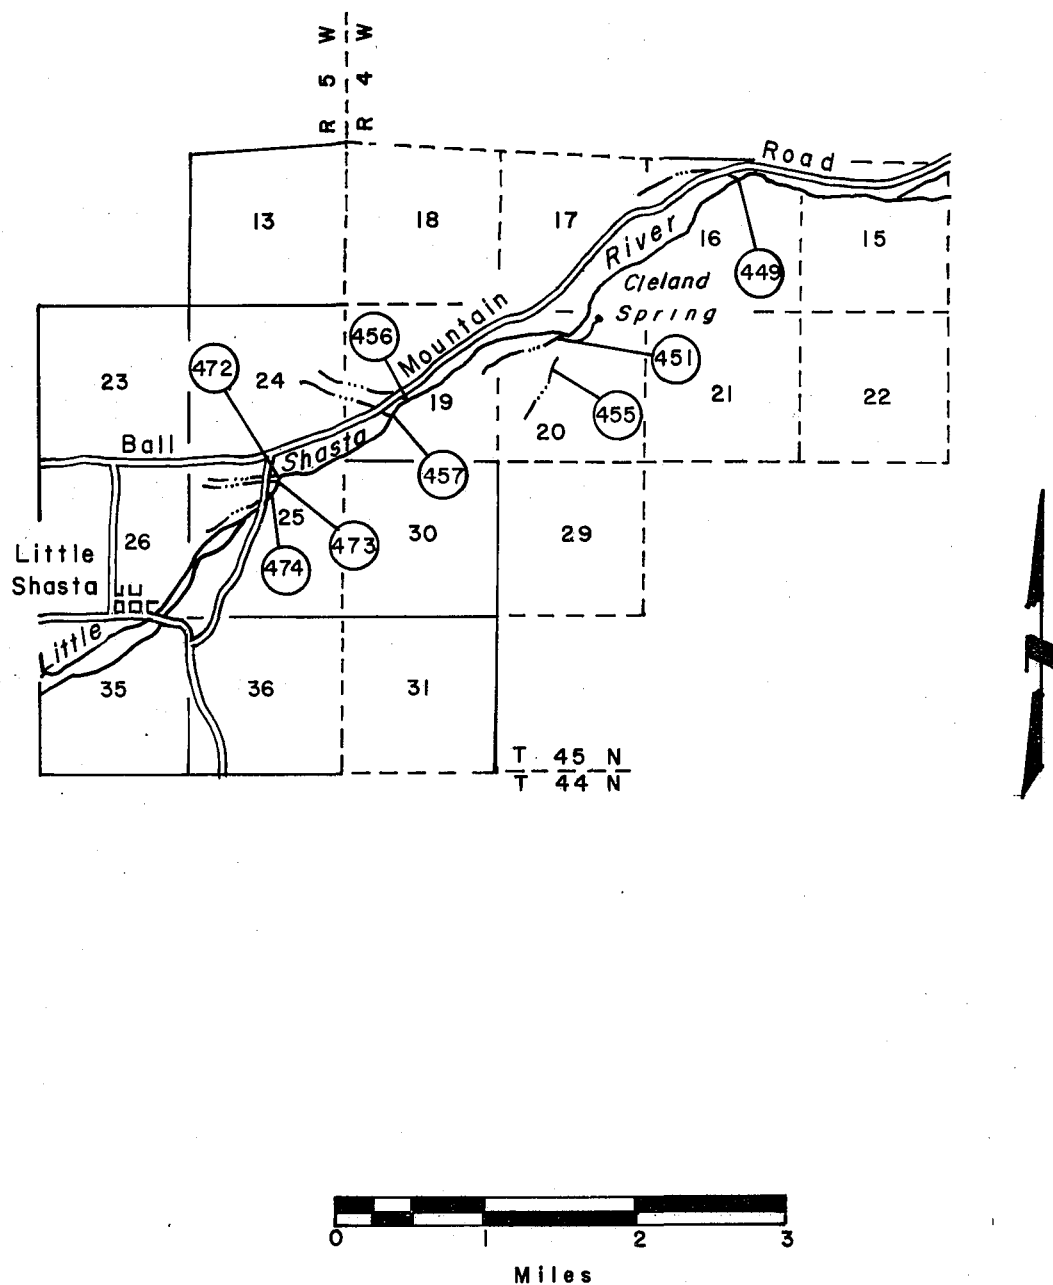 R 5 W
R 4 W
Road
13
18
17
16
15
River
449
Cleland
Spring
456
Mountain
472
451
23
24
19
455
20
21
22
Ball
Shasta
457
26
25
473
30
29
Little
Shasta
474
Little
35
36
31
T 45 N
T 44 N
0 1 2 3
Miles